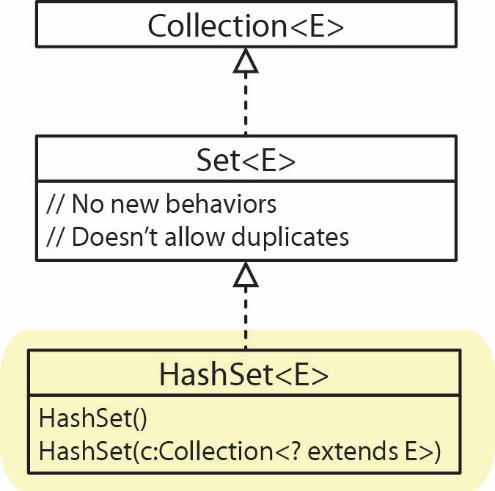 Collection<E>
Set<E>
// No new behaviors
// Doesn’t allow duplicates
HashSet<E>
HashSet()
HashSet(c:Collection<? extends E>)